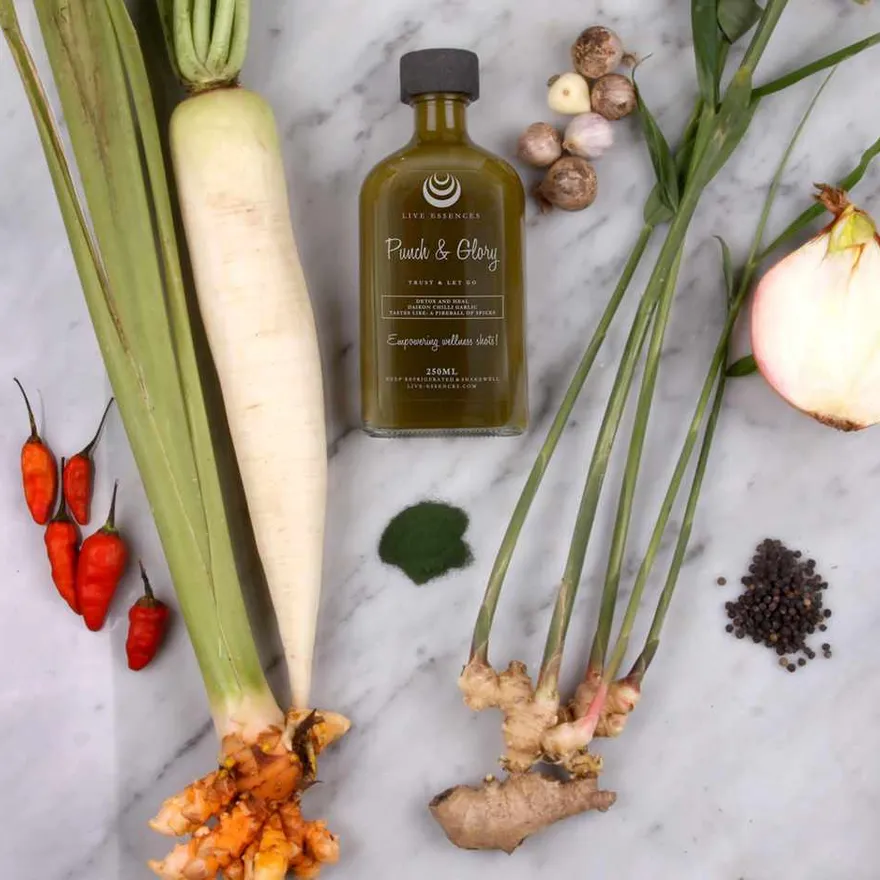 LIVE ESSENCES
Punch & Glory
TRUST & LET GO
DETOX AND HEAL
DAIKON CHILLI GARLIC
TASTES LIKE: A FIREBALL OF SPICES
Empowering wellness shots!
250ML
KEEP REFRIGERATED & SHAKE WELL
LIVE-ESSENCES.COM